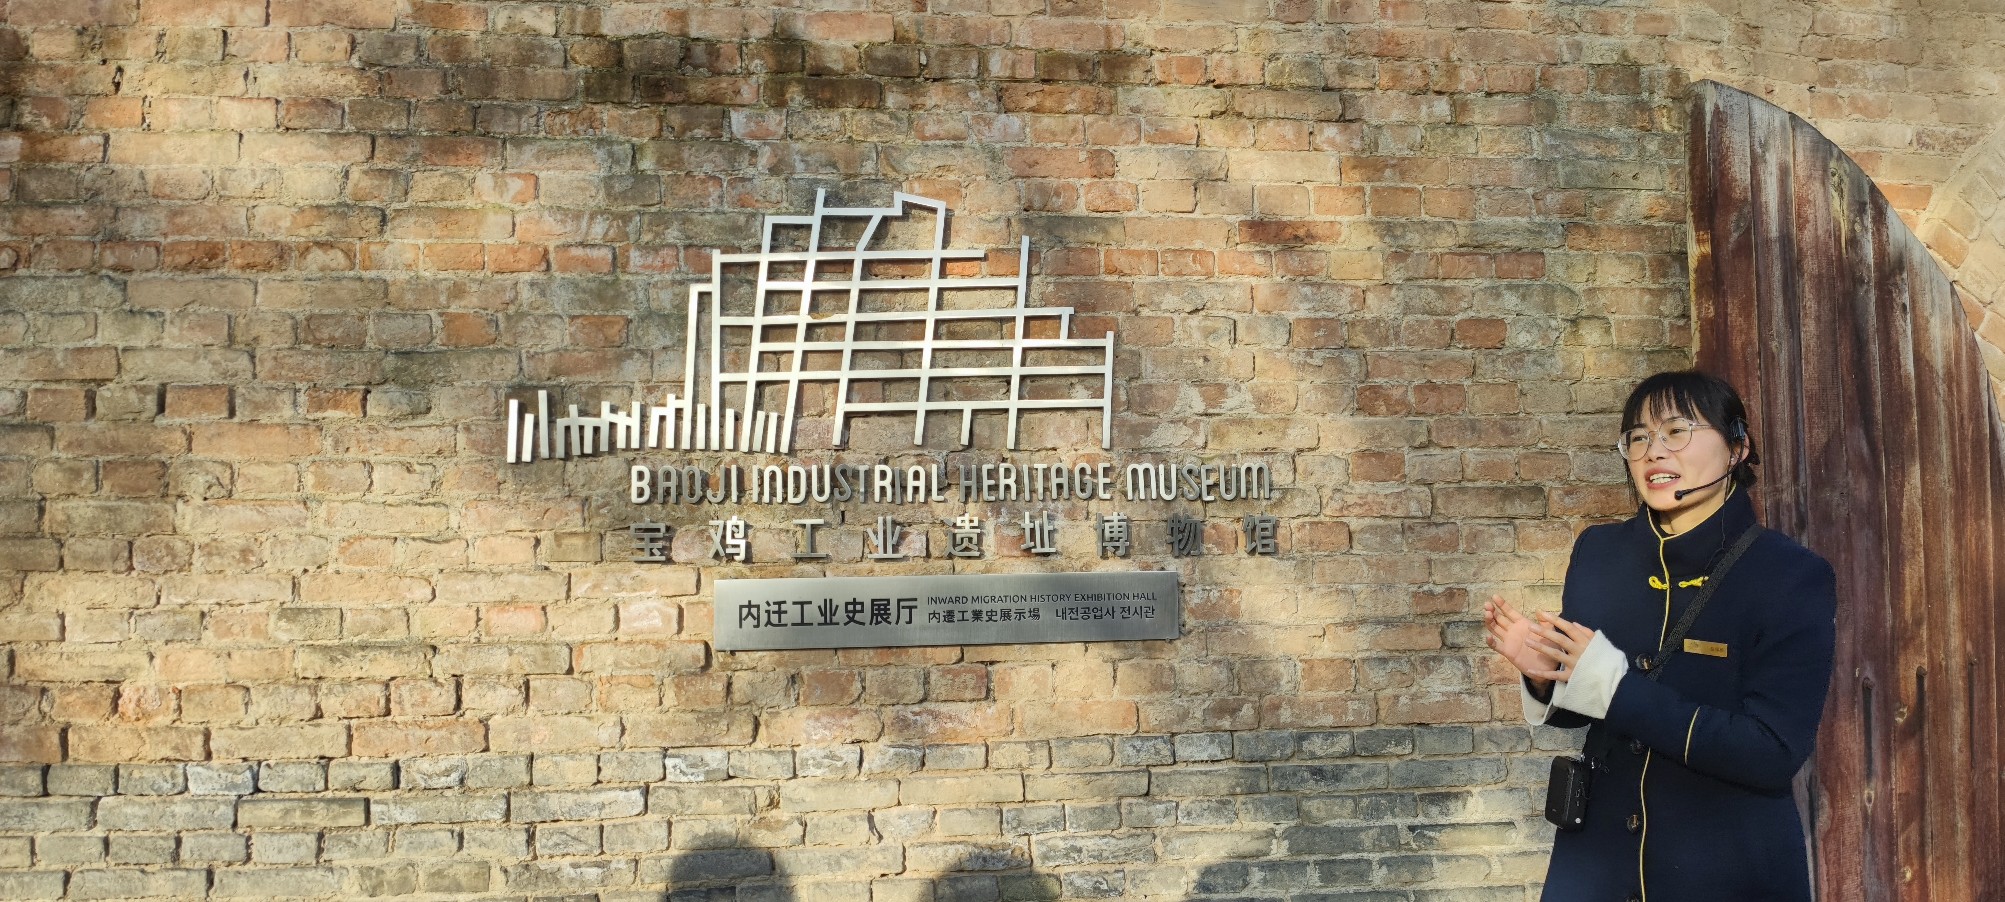 BAOJI INDUSTRIAL HERITAGE MUSEUM
宝鸡工业遗址博物馆
内迁工业史展厅
INWARD MIGRATION HISTORY EXHIBITION HALL
内遷工業史展示場 내전공업사 전시관